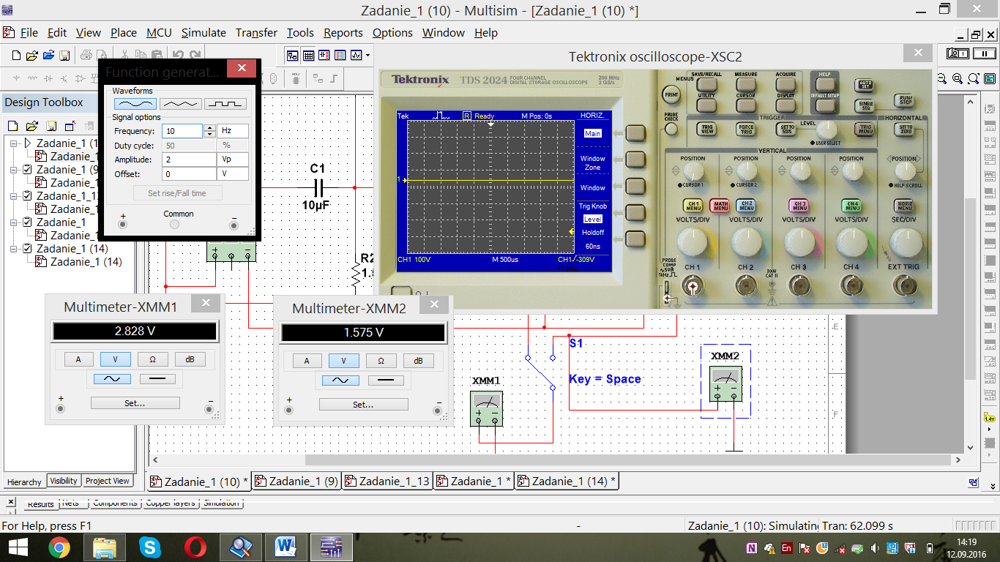 Zadanie_1 (10) - Multisim - [Zadanie_1 (10) *]
File Edit View Place MCU Simulate Transfer Tools Reports Options Window Help
Function generat...
Waveforms
Signal options
Frequency: 10 Hz
Duty cycle: 50 %
Amplitude: 2 Vp
Offset: 0 V
Set rise/Fall time
+ Common −
Design Toolbox
Zadanie_1 (1
Zadanie_1
Zadanie_1 (9
Zadanie_1
Zadanie_1_1
Zadanie_1
Zadanie_1
Zadanie_1
Zadanie_1 (14)
Zadanie_1 (14)
Hierarchy Visibility Project View
C1
10µF
R2
1.5
Tektronix oscilloscope-XSC2
Tektronix TDS 2024 FOUR CHANNEL DIGITAL STORAGE OSCILLOSCOPE 200 MHz 2 GS/s
Tek R Ready M Pos: 0s HORIZ.
Main
Window Zone
Window
Trig Knob
Level
Holdoff
60ns
1
CH1 100V M 500us CH1 -309V
MENUS SAVE/RECALL MEASURE ACQUIRE HELP AUTO SET
PRINT UTILITY CURSOR DISPLAY DEFAULT SETUP SINGLE SEQ RUN/STOP
PROBE CHECK TRIGGER LEVEL HORIZONTAL
TRIG VIEW FORCE TRIG SET TO 50% TRIG MENU SET TO ZERO
USER SELECT
VERTICAL
POSITION POSITION POSITION POSITION POSITION
CURSOR 1 CURSOR 2 HELP SCROLL
CH 1 MENU MATH MENU CH 2 MENU CH 3 MENU CH 4 MENU HORIZ MENU
VOLTS/DIV VOLTS/DIV VOLTS/DIV VOLTS/DIV SEC/DIV
PROBE COMP ~5V 1kHz
CH 1 CH 2 300V CAT II CH 3 CH 4 EXT TRIG
Multimeter-XMM1
2.828 V
A V Ω dB
Set...
+ −
Multimeter-XMM2
1.575 V
A V Ω dB
Set...
+ −
S1
Key = Space
XMM1
XMM2
E
F
1.4v
Zadanie_1 (10) * Zadanie_1 (9) Zadanie_1_13 Zadanie_1 * Zadanie_1 (14) *
Results Nets Components Copper layers Simulation
For Help, press F1
- Zadanie_1 (10): Simulating Tran: 62.099 s
En
14:19
12.09.2016